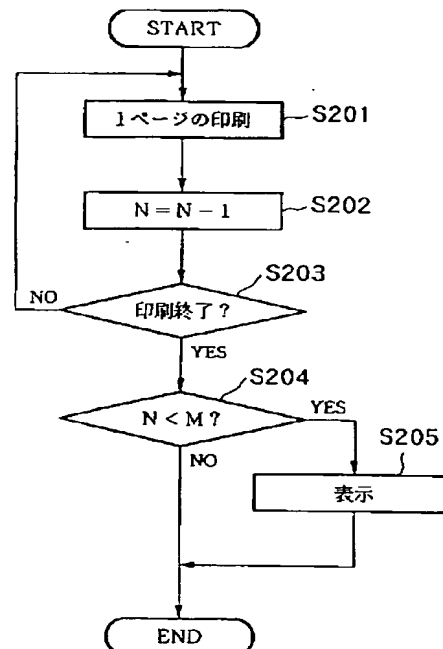 START
1ページの印刷
S201
N=N-1
S202
S203
印刷終了?
NO
YES
S204
N<M?
YES
NO
S205
表示
END